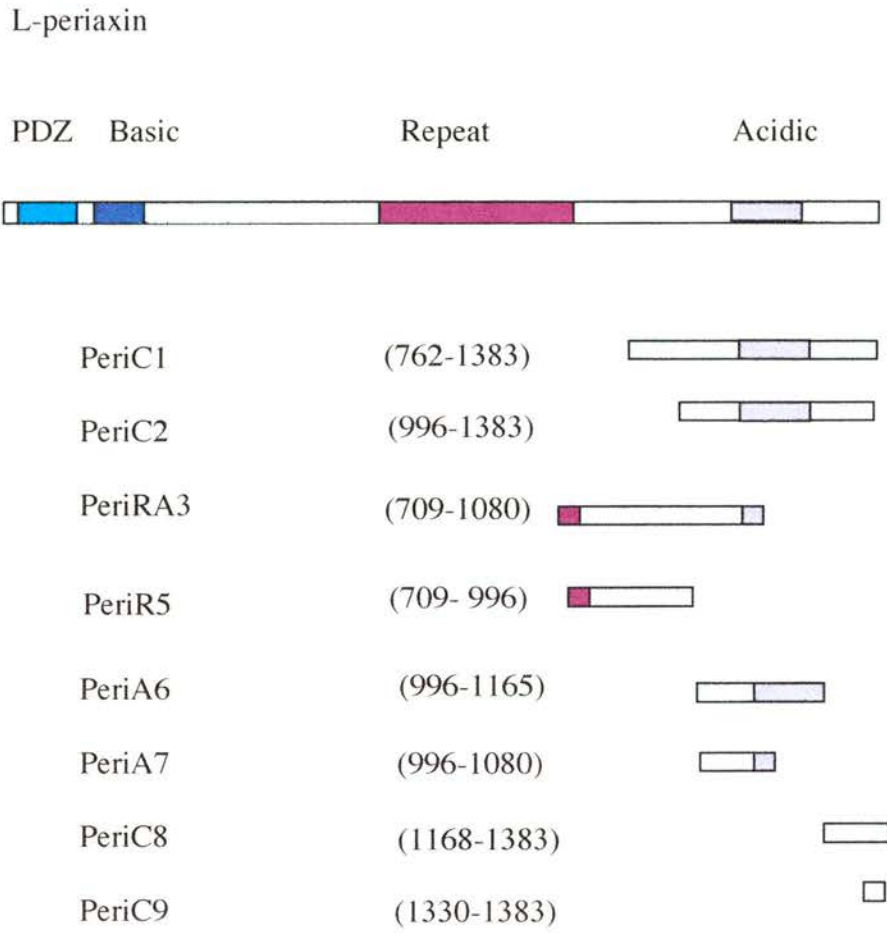 L-periaxin
PDZ Basic Repeat Acidic
PeriC1 (762-1383)
PeriC2 (996-1383)
PeriRA3 (709-1080)
PeriR5 (709- 996)
PeriA6 (996-1165)
PeriA7 (996-1080)
PeriC8 (1168-1383)
PeriC9 (1330-1383)